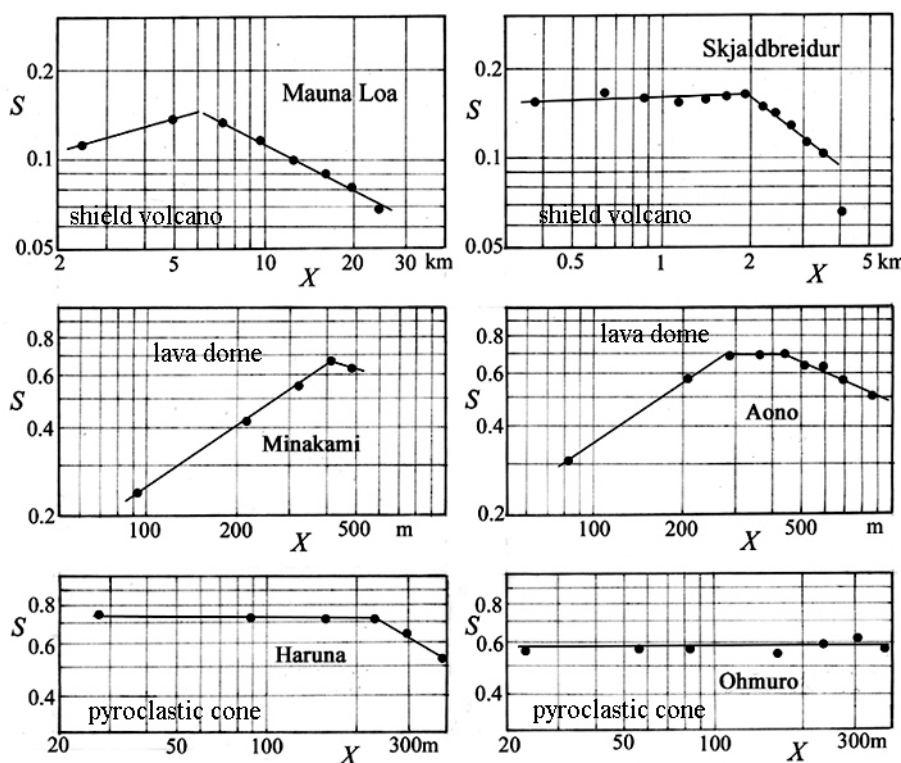 0.2
S
Mauna Loa
0.1
shield volcano
0.05
2 5 10 20 30 km
X
Skjaldbreidur
0.2
S
0.1
shield volcano
0.05
0.5 1 2 X 5 km
0.8
lava dome
0.6
S
0.4
Minakami
0.2
100 200 X 500 m
0.8
lava dome
0.6
S
0.4
Aono
0.2
100 200 X 500 m
0.8
S
0.6
Haruna
0.4
pyroclastic cone
20 50 100 X 300m
0.8
S
0.6
Ohmuro
0.4
pyroclastic cone
20 50 100 X 300m